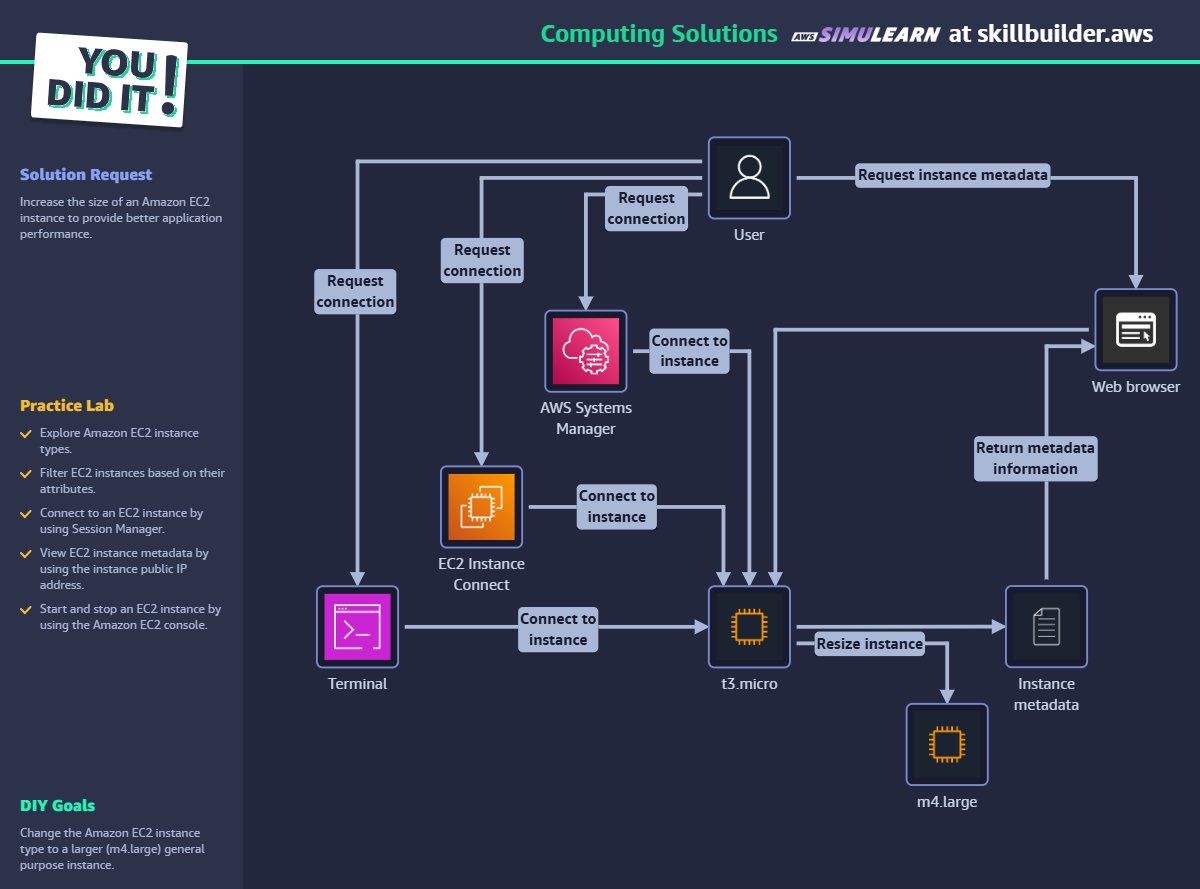 Computing Solutions AWS SIMULEARN at skillbuilder.aws
YOU
DID IT!
Solution Request
Increase the size of an Amazon EC2
instance to provide better application
performance.
Practice Lab
Explore Amazon EC2 instance
types.
Filter EC2 instances based on their
attributes.
Connect to an EC2 instance by
using Session Manager.
View EC2 instance metadata by
using the instance public IP
address.
Start and stop an EC2 instance by
using the Amazon EC2 console.
DIY Goals
Change the Amazon EC2 instance
type to a larger (m4.large) general
purpose instance.
User
Request instance metadata
Request
connection
Request
connection
Request
connection
AWS Systems
Manager
Connect to
instance
Web browser
Return metadata
information
EC2 Instance
Connect
Connect to
instance
Terminal
Connect to
instance
t3.micro
Resize instance
Instance
metadata
m4.large